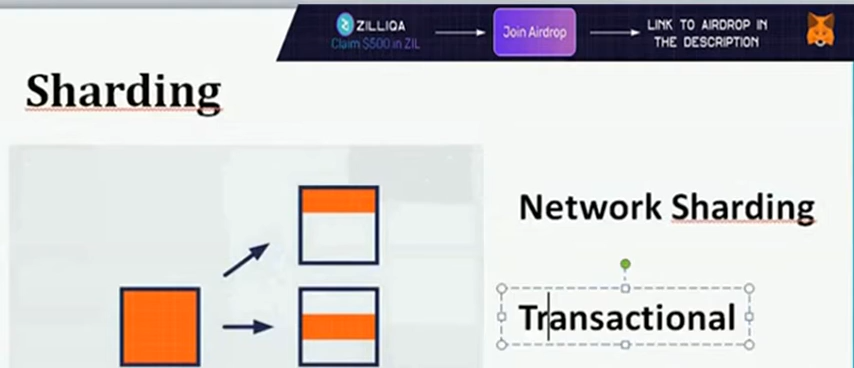 ZILLIQA
Claim $500 in ZIL
Join Airdrop
LINK TO AIRDROP IN
THE DESCRIPTION
Sharding
Network Sharding
Transactional